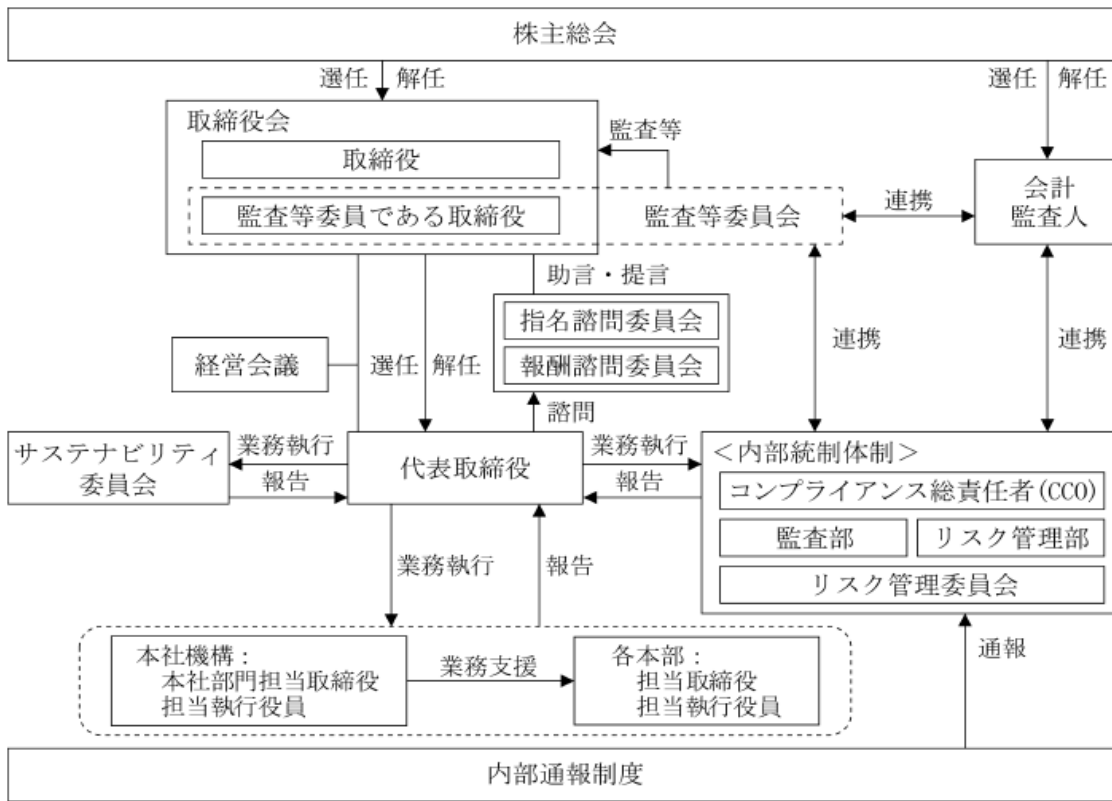 株主総会
選任
解任
選任
解任
取締役会
取締役
監査等委員である取締役
監査等
監査等委員会
連携
会計
監査人
助言・提言
指名諮問委員会
報酬諮問委員会
諮問
経営会議
選任
解任
連携
連携
サステナビリティ
委員会
業務執行
報告
代表取締役
業務執行
報告
<内部統制体制>
コンプライアンス総責任者(CCO)
監査部
リスク管理部
リスク管理委員会
業務執行
報告
通報
本社機構:
本社部門担当取締役
担当執行役員
業務支援
各本部:
担当取締役
担当執行役員
内部通報制度